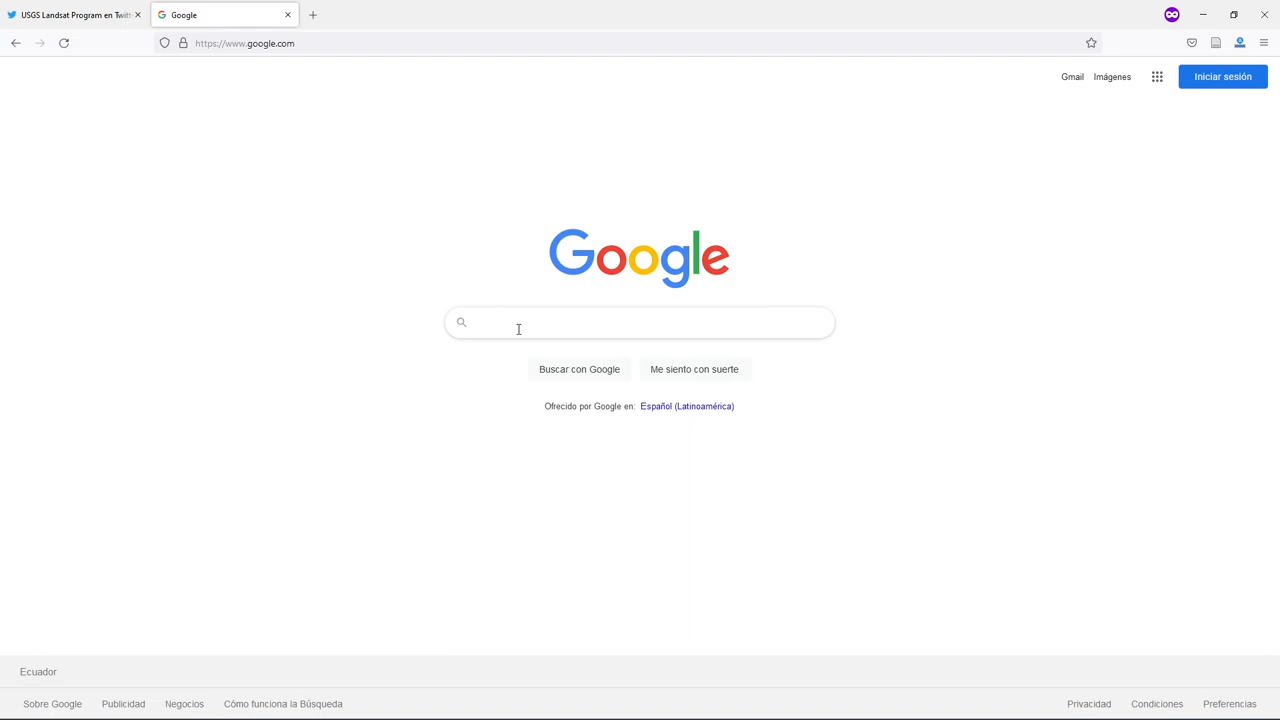 USGS Landsat Program en Twitt
Google
https://www.google.com
Gmail Imágenes Iniciar sesión
Google
Buscar con Google Me siento con suerte
Ofrecido por Google en: Español (Latinoamérica)
Ecuador
Sobre Google Publicidad Negocios Cómo funciona la Búsqueda Privacidad Condiciones Preferencias